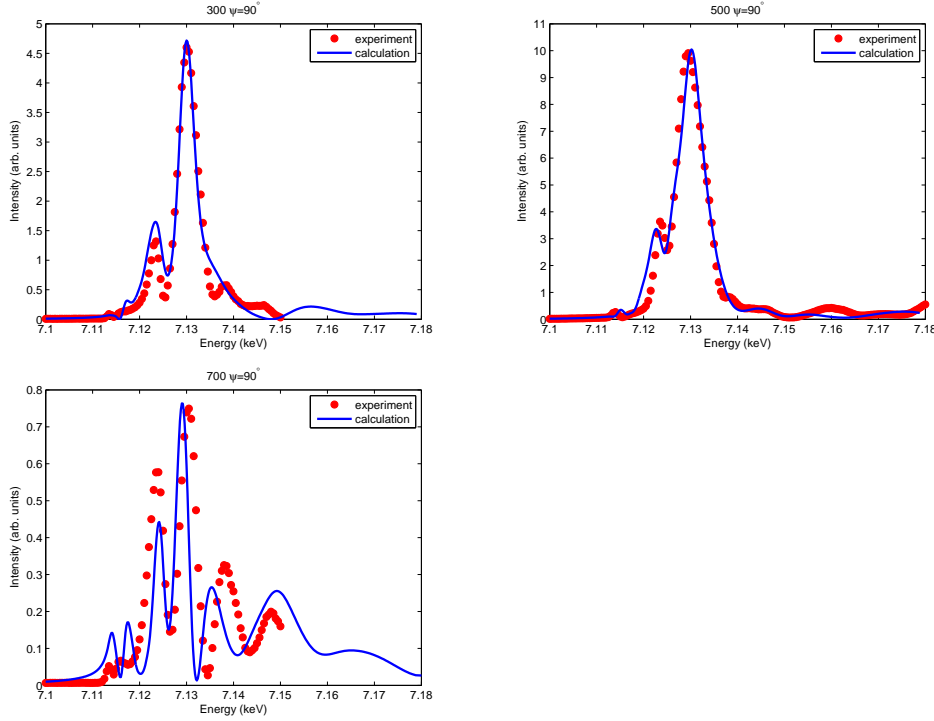 300 ψ=90°
Intensity (arb. units)
5
4.5
4
3.5
3
2.5
2
1.5
1
0.5
0
7.1 7.11 7.12 7.13 7.14 7.15 7.16 7.17 7.18
Energy (keV)
experiment
calculation
500 ψ=90°
Intensity (arb. units)
11
10
9
8
7
6
5
4
3
2
1
0
7.1 7.11 7.12 7.13 7.14 7.15 7.16 7.17 7.18
Energy (keV)
experiment
calculation
700 ψ=90°
Intensity (arb. units)
0.8
0.7
0.6
0.5
0.4
0.3
0.2
0.1
0
7.1 7.11 7.12 7.13 7.14 7.15 7.16 7.17 7.18
Energy (keV)
experiment
calculation